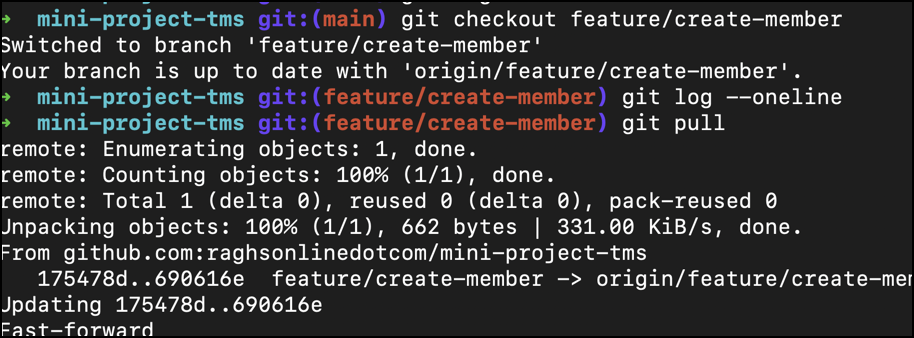 → mini-project-tms git:(main) git checkout feature/create-member
Switched to branch 'feature/create-member'
Your branch is up to date with 'origin/feature/create-member'.
→ mini-project-tms git:(feature/create-member) git log --oneline
→ mini-project-tms git:(feature/create-member) git pull
remote: Enumerating objects: 1, done.
remote: Counting objects: 100% (1/1), done.
remote: Total 1 (delta 0), reused 0 (delta 0), pack-reused 0
Unpacking objects: 100% (1/1), 662 bytes | 331.00 KiB/s, done.
From github.com:raghsonlinedotcom/mini-project-tms
175478d..690616e feature/create-member -> origin/feature/create-mem
Updating 175478d..690616e
Fast-forward